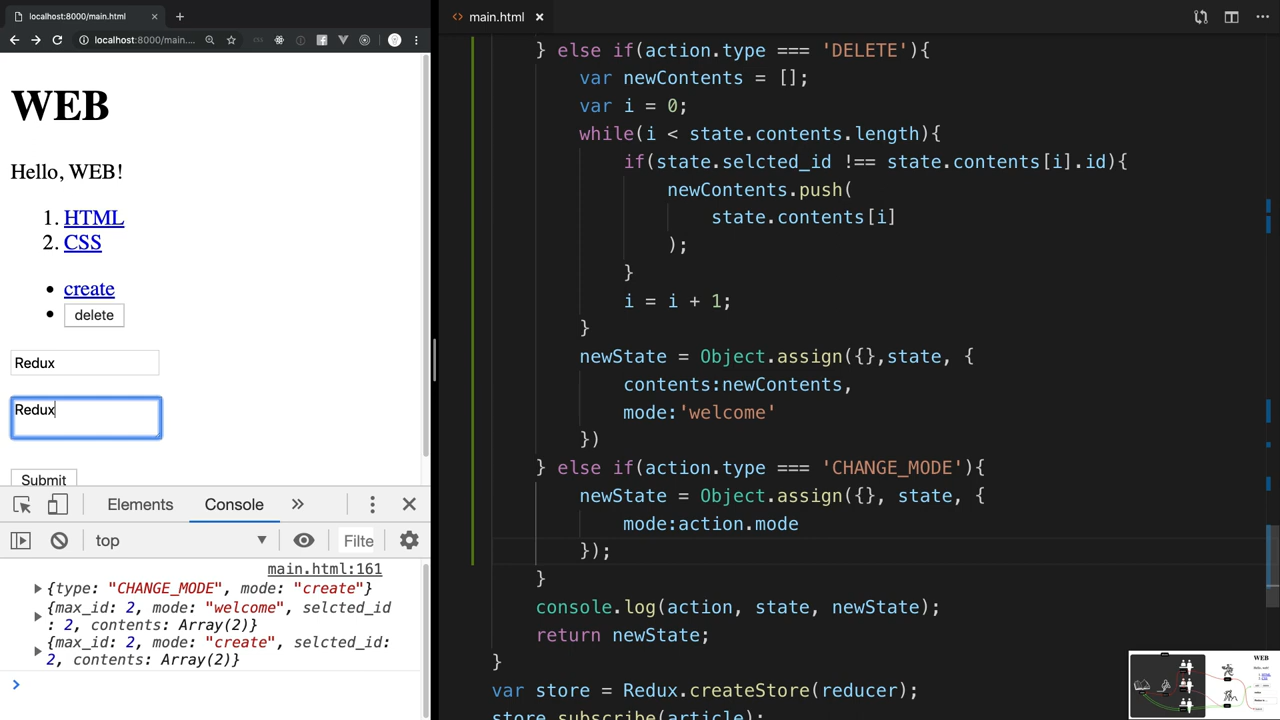 localhost:8000/main.html
localhost:8000/main....
WEB
Hello, WEB!
1. HTML
2. CSS
create
delete
Redux
Redux
Submit
Elements
Console
top
Filte
main.html:161
{type: "CHANGE_MODE", mode: "create"}
{max_id: 2, mode: "welcome", selcted_id
: 2, contents: Array(2)}
{max_id: 2, mode: "create", selcted_id:
2, contents: Array(2)}
main.html
} else if(action.type === 'DELETE'){
var newContents = [];
var i = 0;
while(i < state.contents.length){
if(state.selcted_id !== state.contents[i].id){
newContents.push(
state.contents[i]
);
}
i = i + 1;
}
newState = Object.assign({},state, {
contents:newContents,
mode:'welcome'
})
} else if(action.type === 'CHANGE_MODE'){
newState = Object.assign({}, state, {
mode:action.mode
});
}
console.log(action, state, newState);
return newState;
}
var store = Redux.createStore(reducer);
store.subscribe(article);
WEB